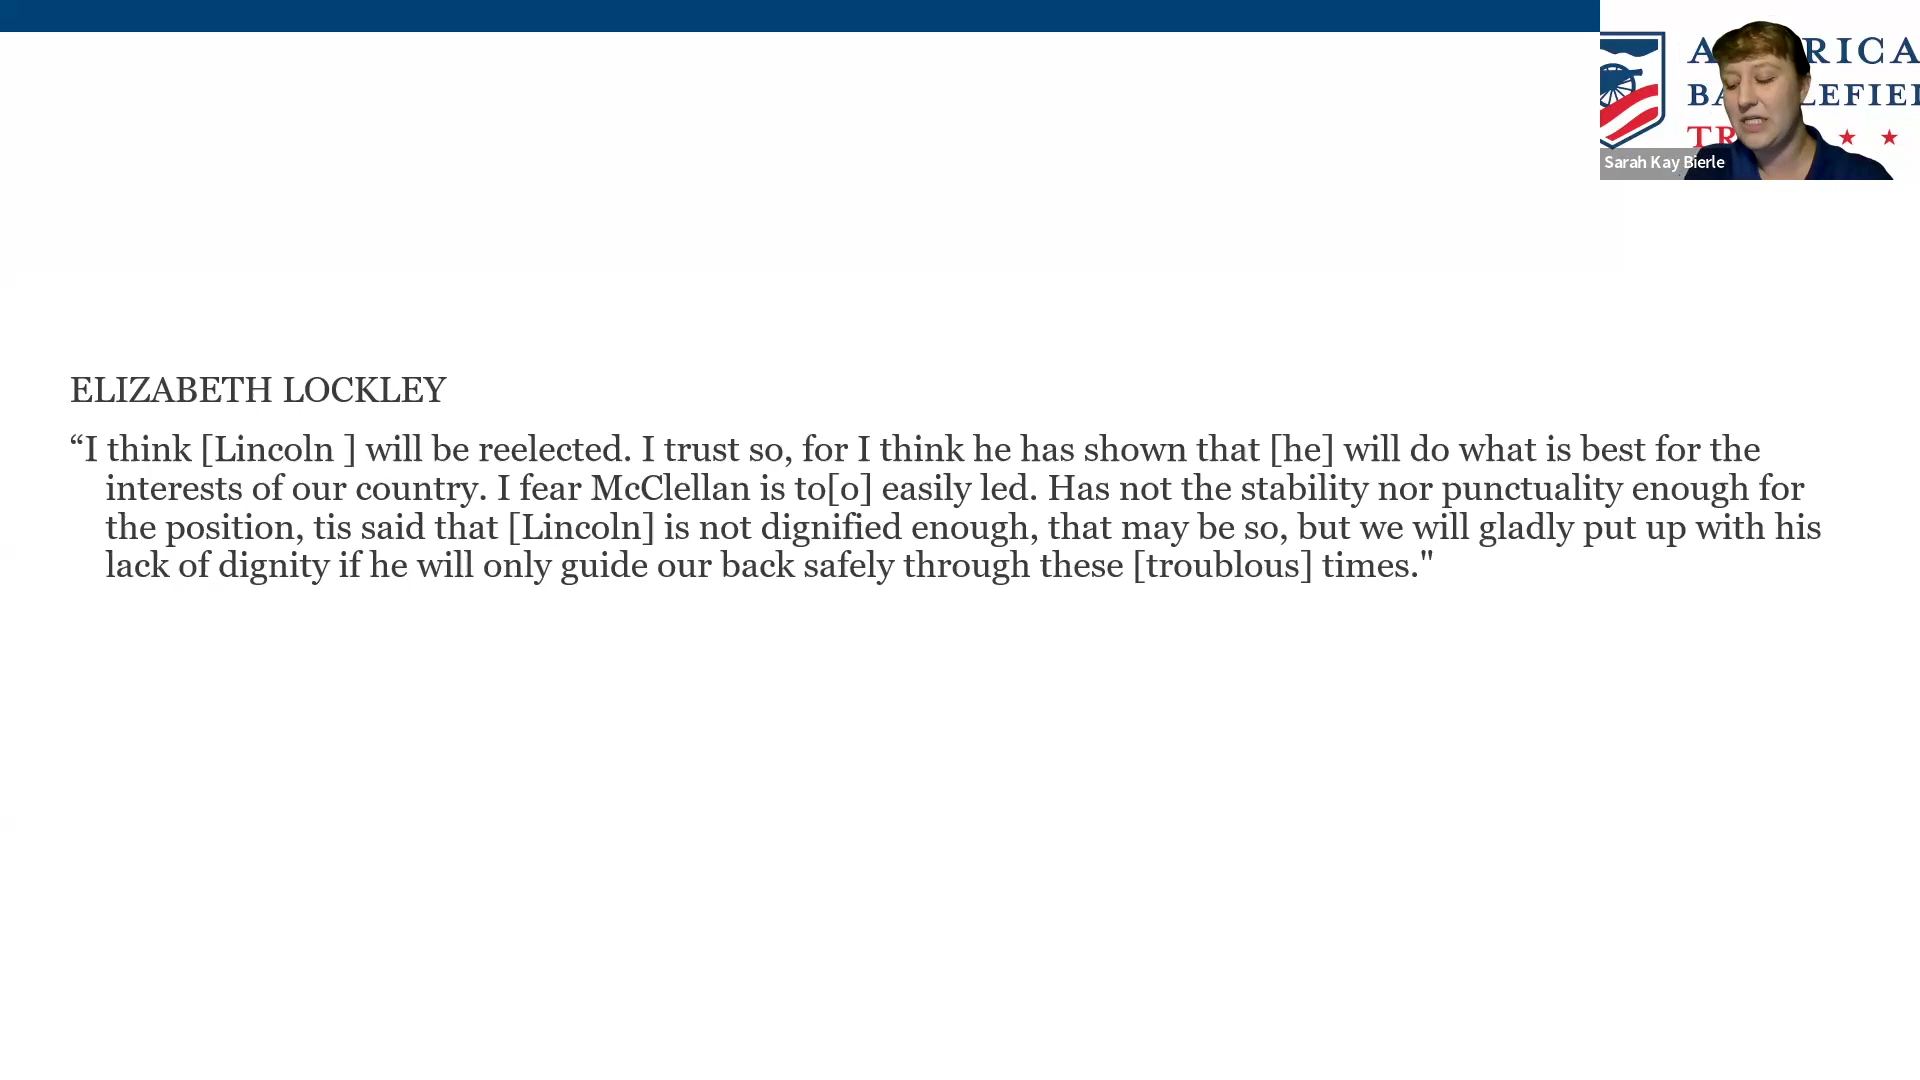 AMERICA
BATTLEFIE
TR
Sarah Kay Bierle
ELIZABETH LOCKLEY
“I think [Lincoln ] will be reelected. I trust so, for I think he has shown that [he] will do what is best for the
interests of our country. I fear McClellan is to[o] easily led. Has not the stability nor punctuality enough for
the position, tis said that [Lincoln] is not dignified enough, that may be so, but we will gladly put up with his
lack of dignity if he will only guide our back safely through these [troublous] times."